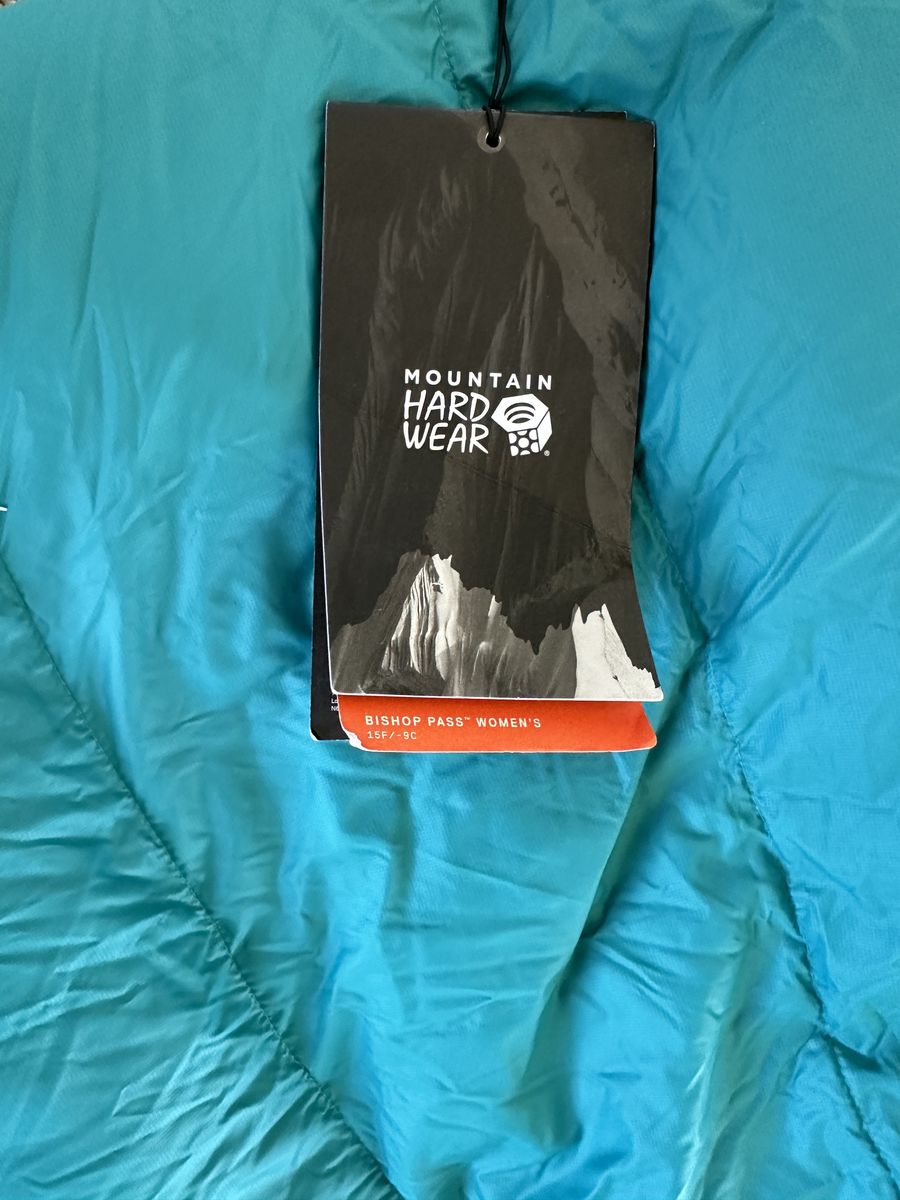 MOUNTAIN
HARD
WEAR
®
BISHOP PASS™ WOMEN'S
15F/-9C